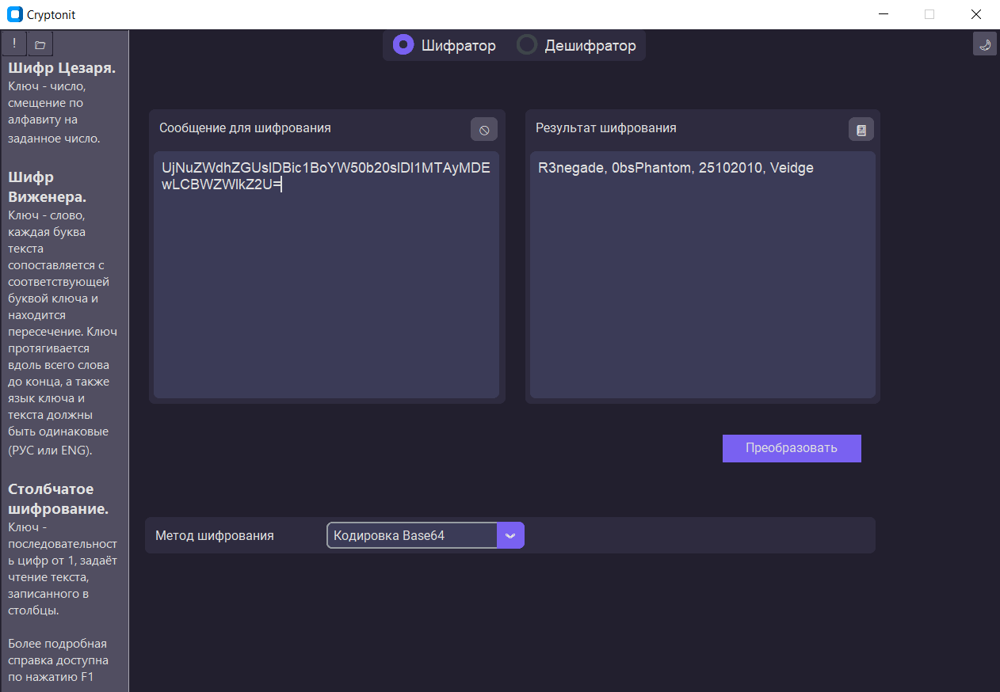 Cryptonit
!
Шифр Цезаря.
Ключ - число,
смещение по
алфавиту на
заданное число.
Шифр
Виженера.
Ключ - слово,
каждая буква
текста
сопоставляется с
соответствующей
буквой ключа и
находится
пересечение. Ключ
протягивается
вдоль всего слова
до конца, а также
язык ключа и
текста должны
быть одинаковые
(РУС или ENG).
Столбчатое
шифрование.
Ключ -
последовательност
ь цифр от 1, задаёт
чтение текста,
записанного в
столбцы.
Более подробная
справка доступна
по нажатию F1
Шифратор Дешифратор
Сообщение для шифрования
UjNuZWdhZGUsIDBic1BoYW50b20sIDI1MTAyMDE
wLCBWZWlkZ2U=
Результат шифрования
R3negade, 0bsPhantom, 25102010, Veidge
Преобразовать
Метод шифрования Кодировка Base64